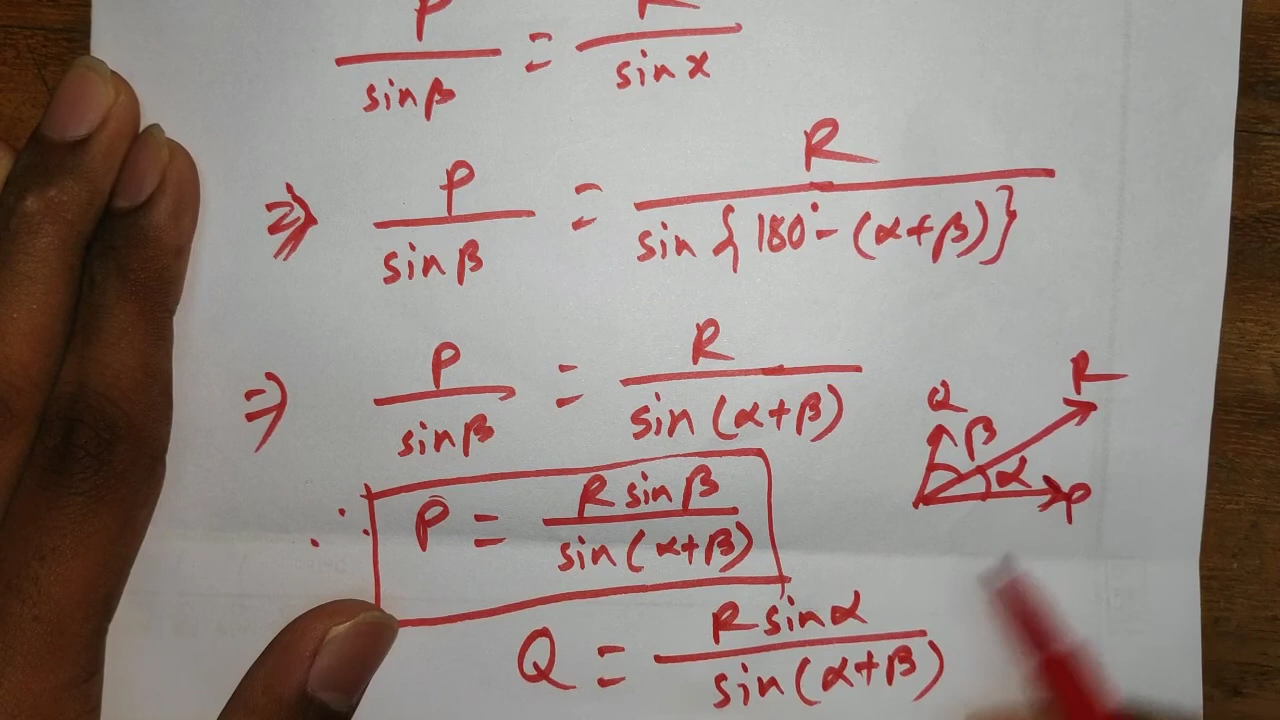 P/sinβ = R/sin x
⇒ P/sinβ = R/sin{180° - (α+β)}
⇒ P/sinβ = R/sin(α+β)
∴ P = R sinβ/sin(α+β)
Q = R sinα/sin(α+β)
Q
β
R
α
P